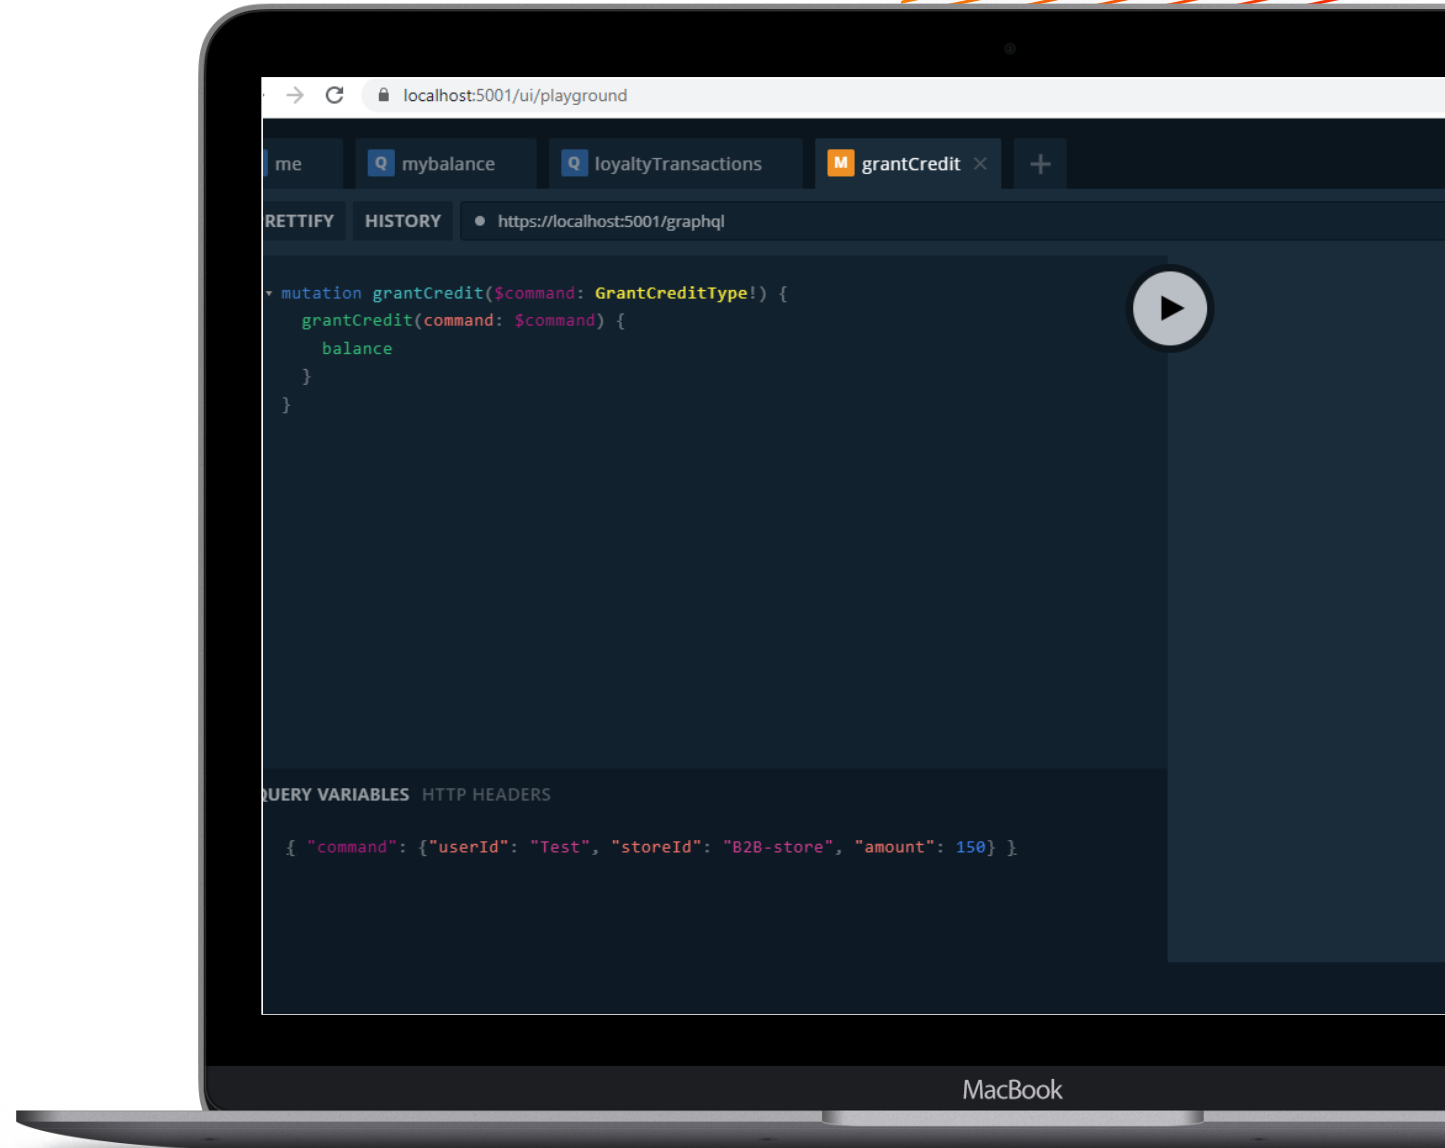 localhost:5001/ui/playground
me Q mybalance Q loyaltyTransactions M grantCredit
RETTIFY HISTORY https://localhost:5001/graphql
mutation grantCredit($command: GrantCreditType!) {
grantCredit(command: $command) {
balance
}
}
QUERY VARIABLES HTTP HEADERS
{ "command": {"userId": "Test", "storeId": "B2B-store", "amount": 150} }
MacBook